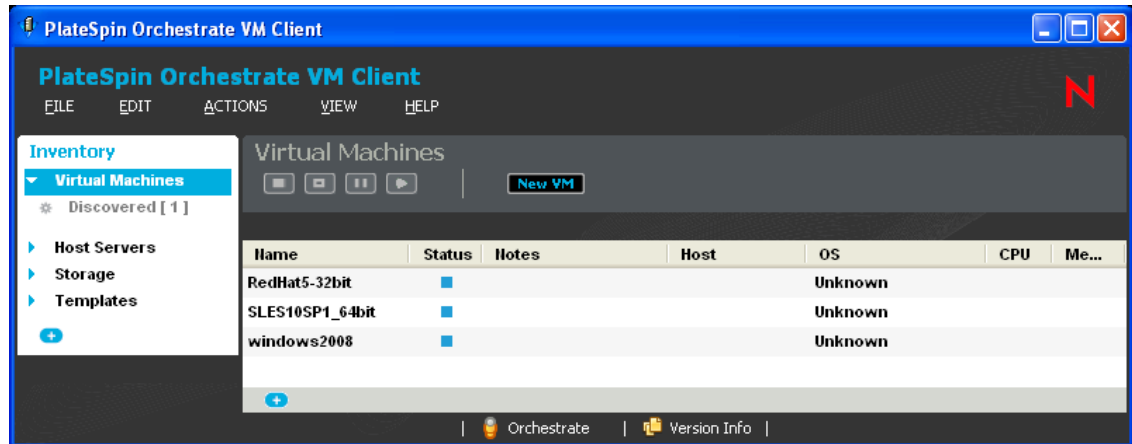 PlateSpin Orchestrate VM Client
PlateSpin Orchestrate VM Client
FILE EDIT ACTIONS VIEW HELP
N
Inventory
Virtual Machines
Discovered [ 1 ]
Host Servers
Storage
Templates
Virtual Machines
New VM
Name Status Notes Host OS CPU Me...
RedHat5-32bit Unknown
SLES10SP1_64bit Unknown
windows2008 Unknown
Orchestrate | Version Info |